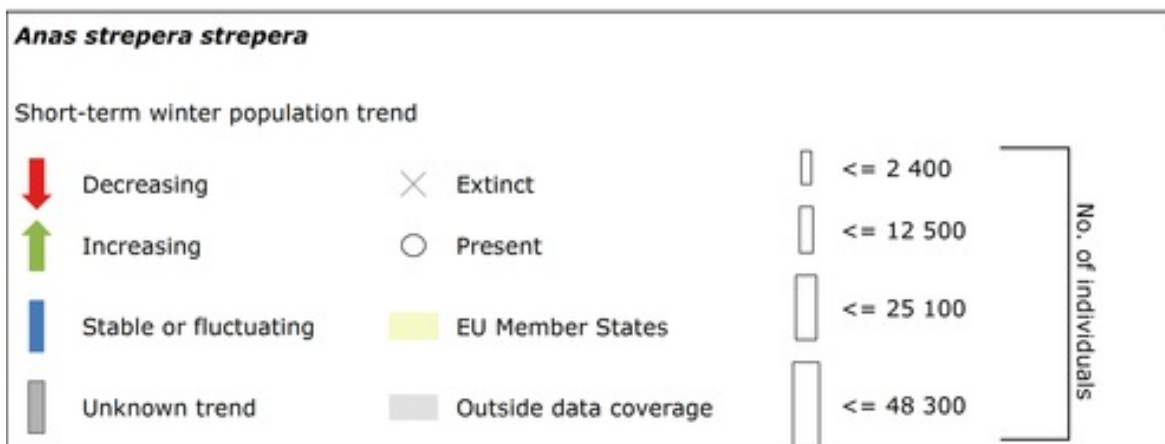 Anas strepera strepera
Short-term winter population trend
Decreasing
Extinct
<= 2 400
Increasing
Present
<= 12 500
Stable or fluctuating
EU Member States
<= 25 100
Unknown trend
Outside data coverage
<= 48 300
No. of individuals